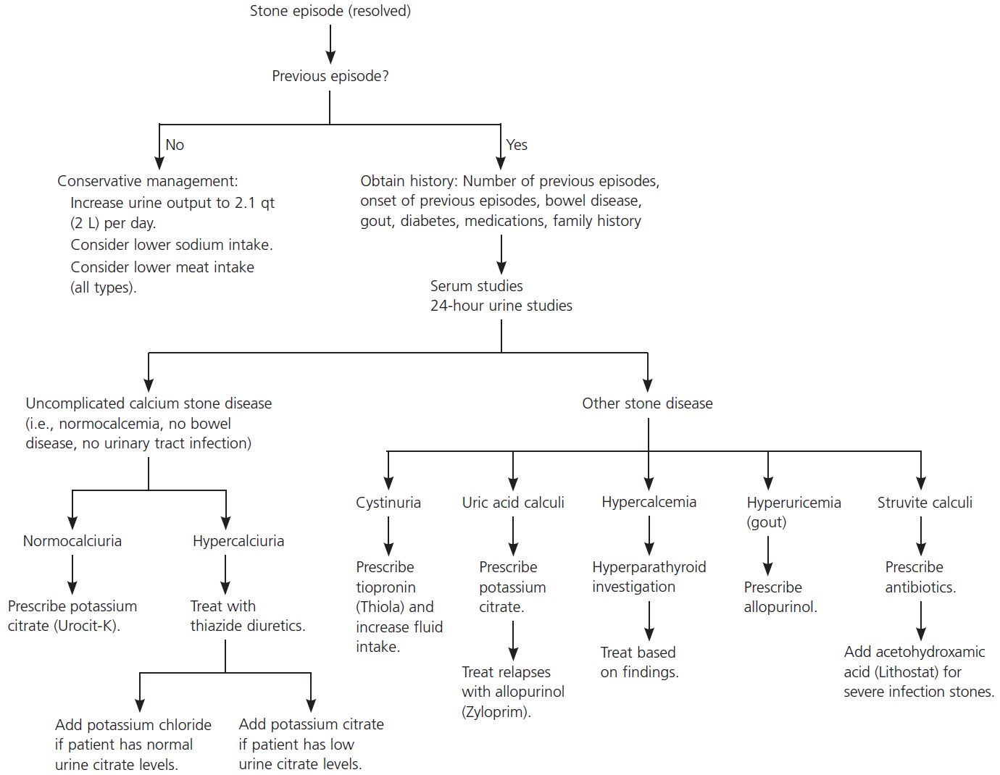 Stone episode (resolved)
Previous episode?
No
Yes
Conservative management:
Increase urine output to 2.1 qt
(2 L) per day.
Consider lower sodium intake.
Consider lower meat intake
(all types).
Obtain history: Number of previous episodes,
onset of previous episodes, bowel disease,
gout, diabetes, medications, family history
Serum studies
24-hour urine studies
Uncomplicated calcium stone disease
(i.e., normocalcemia, no bowel
disease, no urinary tract infection)
Other stone disease
Normocalciuria
Hypercalciuria
Prescribe potassium
citrate (Urocit-K).
Treat with
thiazide diuretics.
Add potassium chloride
if patient has normal
urine citrate levels.
Add potassium citrate
if patient has low
urine citrate levels.
Cystinuria
Prescribe
tiopronin
(Thiola) and
increase fluid
intake.
Uric acid calculi
Prescribe
potassium
citrate.
Treat relapses
with allopurinol
(Zyloprim).
Hypercalcemia
Hyperparathyroid
investigation
Treat based
on findings.
Hyperuricemia
(gout)
Prescribe
allopurinol.
Struvite calculi
Prescribe
antibiotics.
Add acetohydroxamic
acid (Lithostat) for
severe infection stones.